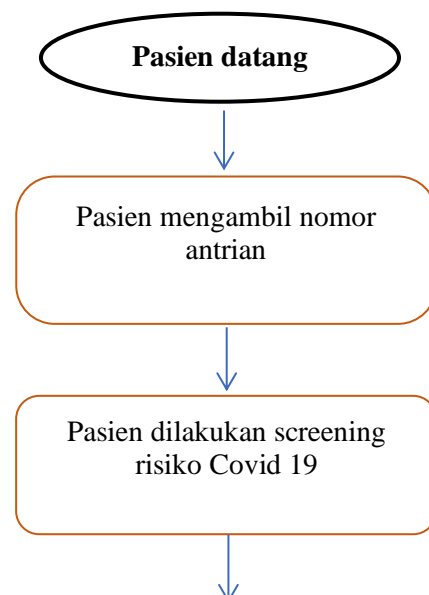 Pasien datang
Pasien mengambil nomor
antrian
Pasien dilakukan screening
risiko Covid 19